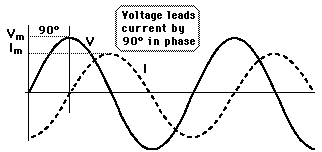 Voltage leads
current by
90° in phase
Vm 90°
Im
V
I